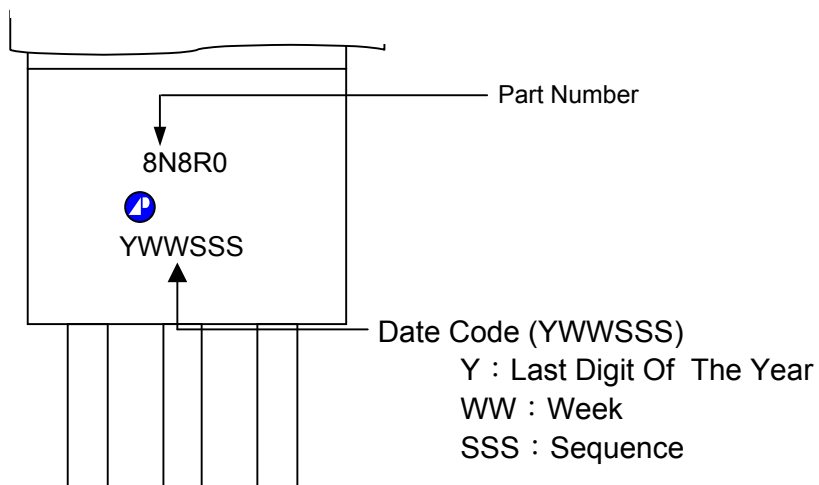 Part Number
8N8R0
YWWSSS
Date Code (YWWSSS)
Y：Last Digit Of The Year
WW：Week
SSS：Sequence